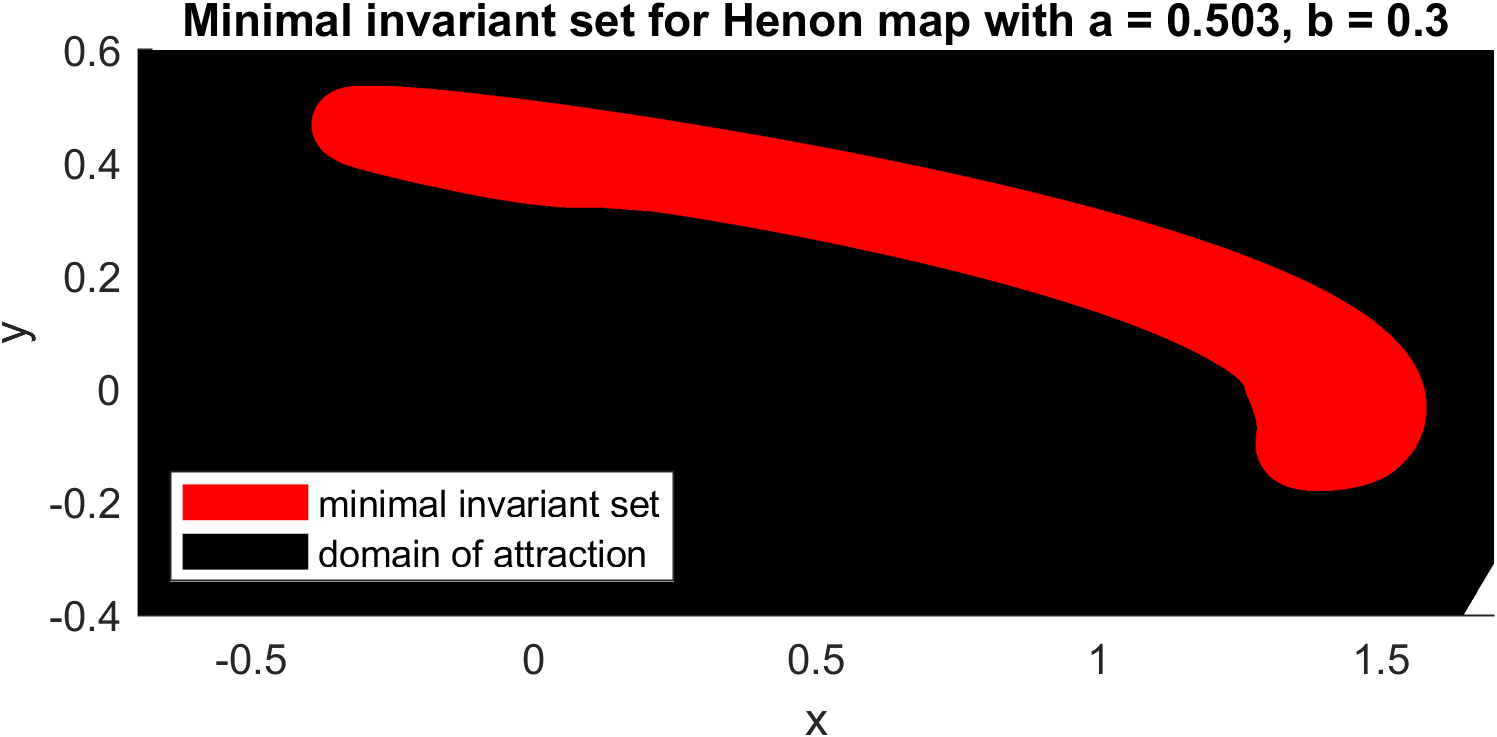 Minimal invariant set for Henon map with a = 0.503, b = 0.3
0.6
0.4
0.2
0
-0.2
-0.4
y
minimal invariant set
domain of attraction
-0.5 0 0.5 1 1.5
x